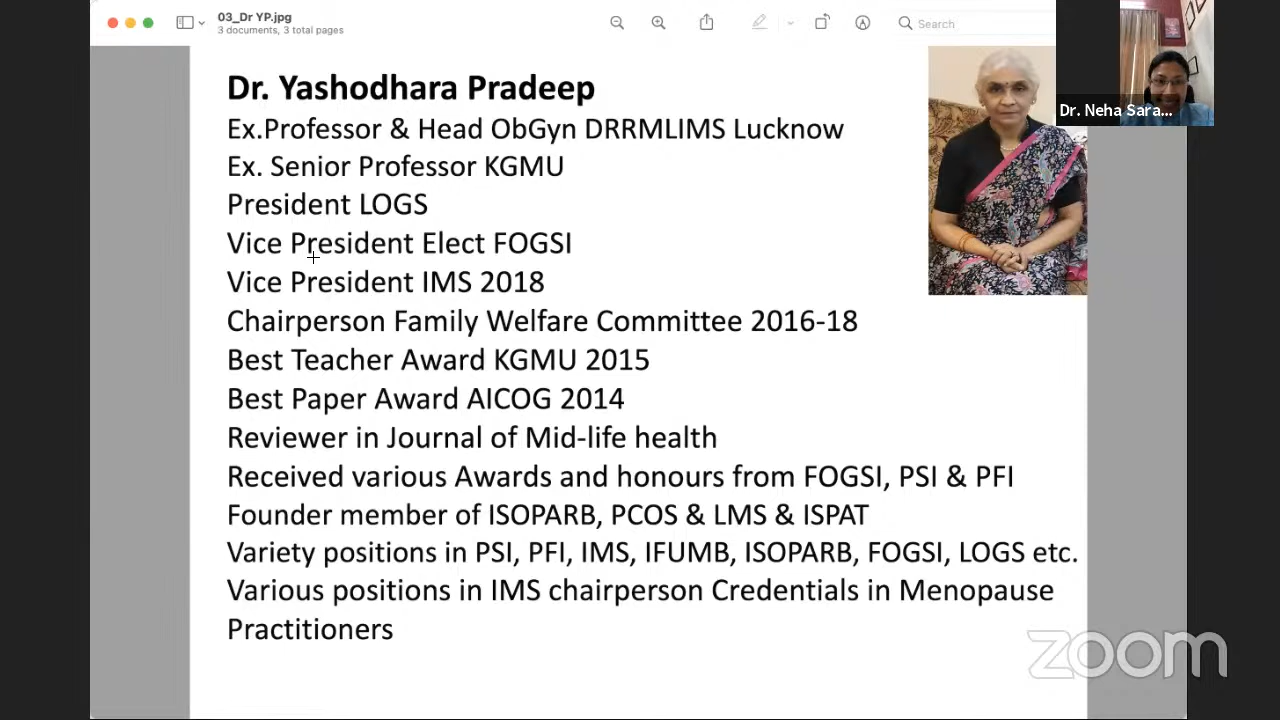 03_Dr YP.jpg
3 documents, 3 total pages
Search
Dr. Neha Sara...
Dr. Yashodhara Pradeep
Ex.Professor & Head ObGyn DRRMLIMS Lucknow
Ex. Senior Professor KGMU
President LOGS
Vice President Elect FOGSI
Vice President IMS 2018
Chairperson Family Welfare Committee 2016-18
Best Teacher Award KGMU 2015
Best Paper Award AICOG 2014
Reviewer in Journal of Mid-life health
Received various Awards and honours from FOGSI, PSI & PFI
Founder member of ISOPARB, PCOS & LMS & ISPAT
Variety positions in PSI, PFI, IMS, IFUMB, ISOPARB, FOGSI, LOGS etc.
Various positions in IMS chairperson Credentials in Menopause
Practitioners
zoom